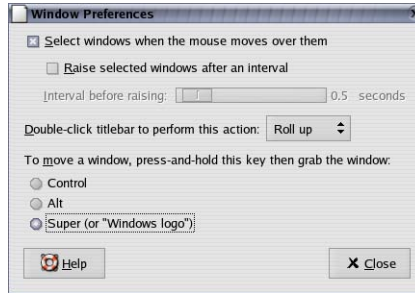 Window Preferences
Select windows when the mouse moves over them
Raise selected windows after an interval
Interval before raising: 0.5 seconds
Double-click titlebar to perform this action: Roll up
To move a window, press-and-hold this key then grab the window:
Control
Alt
Super (or "Windows logo")
Help
Close